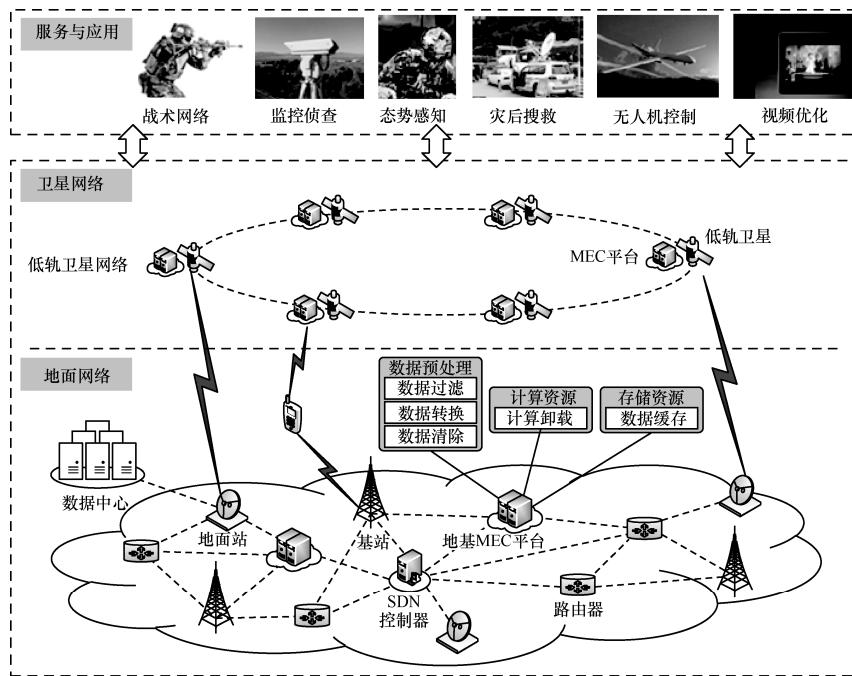 服务与应用
战术网络
监控侦查
态势感知
灾后搜救
无人机控制
视频优化
卫星网络
低轨卫星网络
MEC平台
低轨卫星
地面网络
数据预处理
数据过滤
数据转换
数据清除
计算资源
计算卸载
存储资源
数据缓存
数据中心
地面站
基站
地基MEC平台
SDN
控制器
路由器